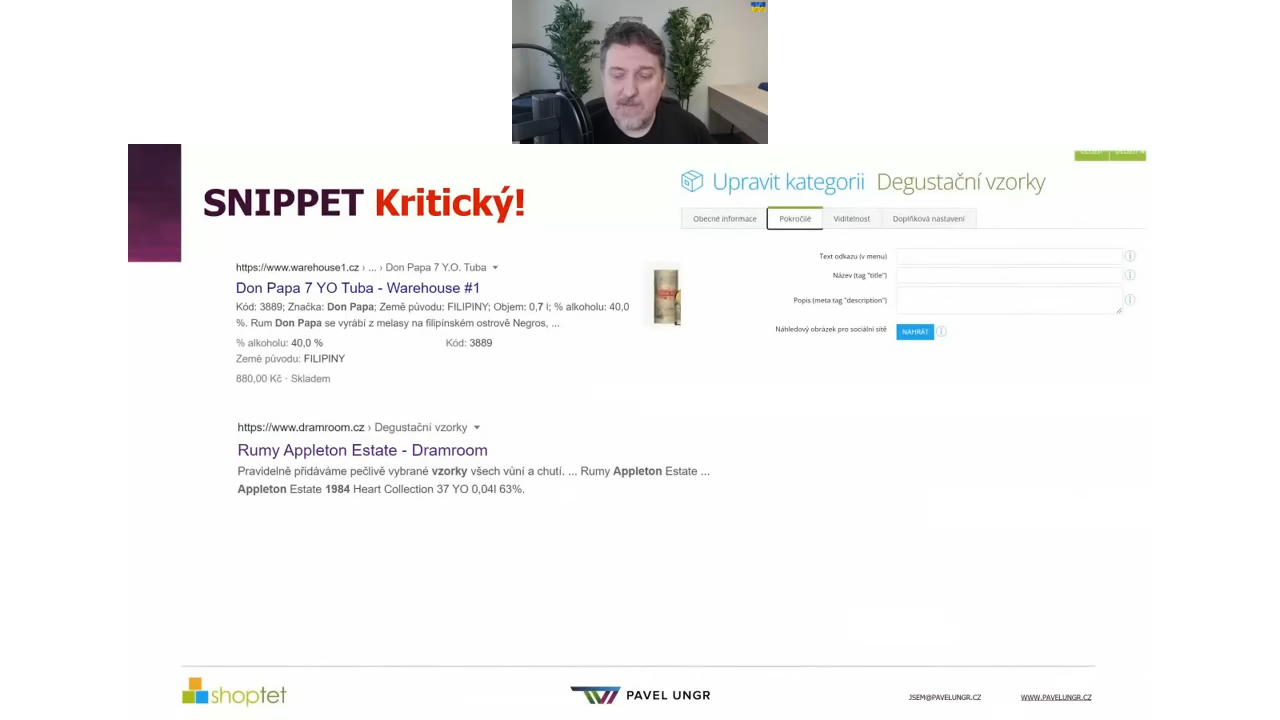 SNIPPET Kritický!
Upravit kategorii Degustační vzorky
Obecné informace Pokročilé Viditelnost Doplňková nastavení
Text odkazu (v menu)
Název (tag "title")
Popis (meta tag "description")
Náhledový obrázek pro sociální sítě NAHRÁT
https://www.warehouse1.cz › ... › Don Papa 7 Y.O. Tuba
Don Papa 7 YO Tuba - Warehouse #1
Kód: 3889; Značka: Don Papa; Země původu: FILIPINY; Objem: 0,7 l; % alkoholu: 40,0
%. Rum Don Papa se vyrábí z melasy na filipínském ostrově Negros, ...
% alkoholu: 40,0 % Kód: 3889
Země původu: FILIPINY
880,00 Kč · Skladem
https://www.dramroom.cz › Degustační vzorky
Rumy Appleton Estate - Dramroom
Pravidelně přidáváme pečlivě vybrané vzorky všech vůní a chutí. ... Rumy Appleton Estate ...
Appleton Estate 1984 Heart Collection 37 YO 0,04l 63%.
shoptet
PAVEL UNGR
JSEM@PAVELUNGR.CZ
WWW.PAVELUNGR.CZ